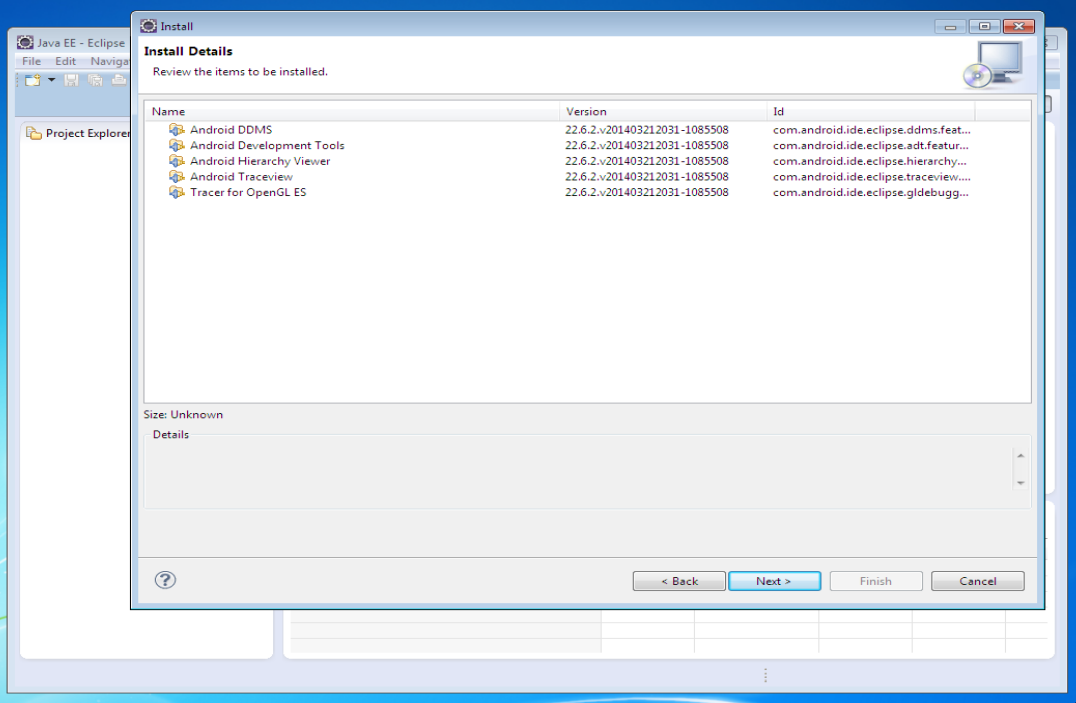 Install
Java EE - Eclipse
File Edit Naviga
Install Details
Review the items to be installed.
Project Explorer
Name Version Id
Android DDMS 22.6.2.v201403212031-1085508 com.android.ide.eclipse.ddms.feat...
Android Development Tools 22.6.2.v201403212031-1085508 com.android.ide.eclipse.adt.featur...
Android Hierarchy Viewer 22.6.2.v201403212031-1085508 com.android.ide.eclipse.hierarchy...
Android Traceview 22.6.2.v201403212031-1085508 com.android.ide.eclipse.traceview....
Tracer for OpenGL ES 22.6.2.v201403212031-1085508 com.android.ide.eclipse.gldebugg...
Size: Unknown
Details
? < Back Next > Finish Cancel